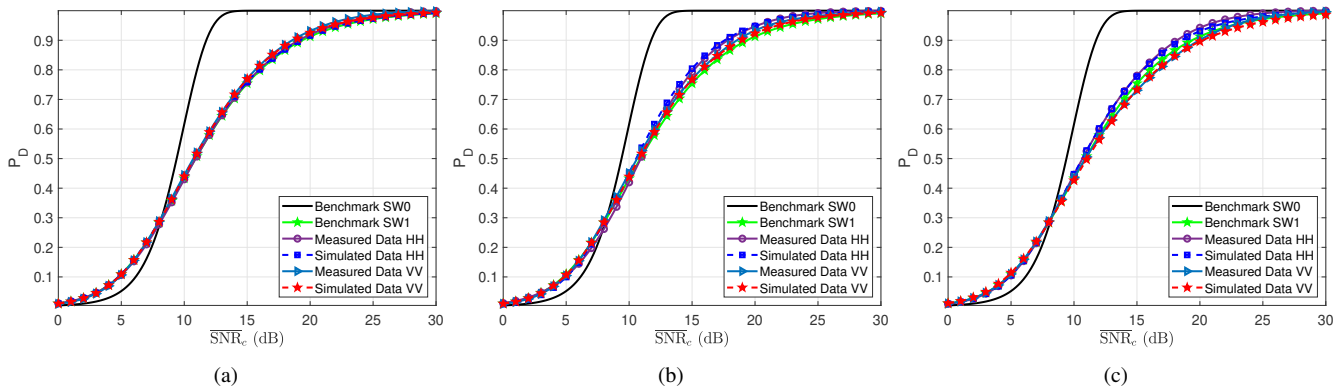 0.9
0.8
0.7
0.6
0.5
0.4
0.3
0.2
0.1
P_D
0 5 10 15 20 25 30
SNR_c (dB)
Benchmark SW0
Benchmark SW1
Measured Data HH
Simulated Data HH
Measured Data VV
Simulated Data VV
(a)
0.9
0.8
0.7
0.6
0.5
0.4
0.3
0.2
0.1
P_D
0 5 10 15 20 25 30
SNR_c (dB)
Benchmark SW0
Benchmark SW1
Measured Data HH
Simulated Data HH
Measured Data VV
Simulated Data VV
(b)
0.9
0.8
0.7
0.6
0.5
0.4
0.3
0.2
0.1
P_D
0 5 10 15 20 25 30
SNR_c (dB)
Benchmark SW0
Benchmark SW1
Measured Data HH
Simulated Data HH
Measured Data VV
Simulated Data VV
(c)